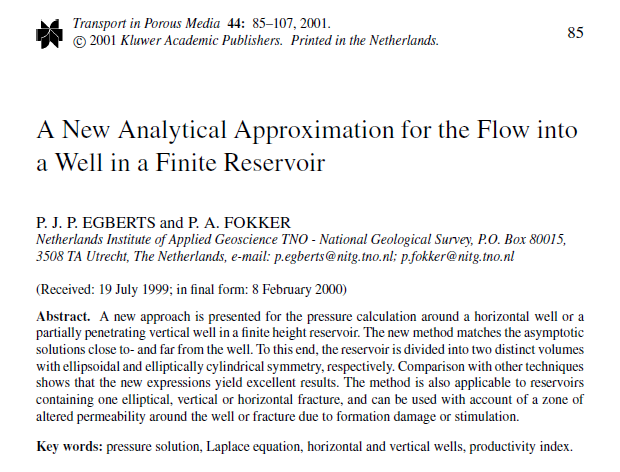 Transport in Porous Media 44: 85–107, 2001.
© 2001 Kluwer Academic Publishers. Printed in the Netherlands.
85
A New Analytical Approximation for the Flow into
a Well in a Finite Reservoir
P. J. P. EGBERTS and P. A. FOKKER
Netherlands Institute of Applied Geoscience TNO - National Geological Survey, P.O. Box 80015,
3508 TA Utrecht, The Netherlands, e-mail: p.egberts@nitg.tno.nl; p.fokker@nitg.tno.nl
(Received: 19 July 1999; in final form: 8 February 2000)
Abstract. A new approach is presented for the pressure calculation around a horizontal well or a
partially penetrating vertical well in a finite height reservoir. The new method matches the asymptotic
solutions close to- and far from the well. To this end, the reservoir is divided into two distinct volumes
with ellipsoidal and elliptically cylindrical symmetry, respectively. Comparison with other techniques
shows that the new expressions yield excellent results. The method is also applicable to reservoirs
containing one elliptical, vertical or horizontal fracture, and can be used with account of a zone of
altered permeability around the well or fracture due to formation damage or stimulation.
Key words: pressure solution, Laplace equation, horizontal and vertical wells, productivity index.